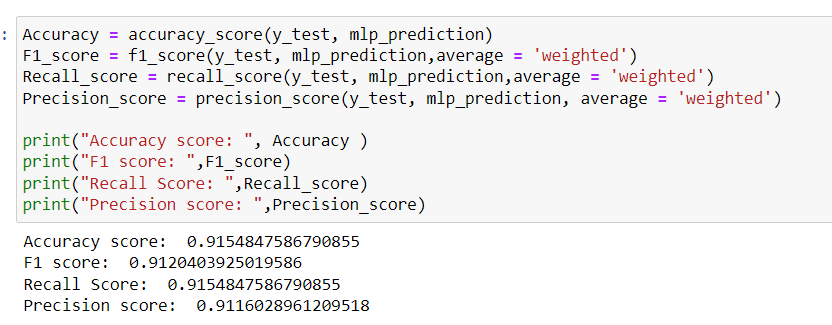 : Accuracy = accuracy_score(y_test, mlp_prediction)
F1_score = f1_score(y_test, mlp_prediction,average = 'weighted')
Recall_score = recall_score(y_test, mlp_prediction,average = 'weighted')
Precision_score = precision_score(y_test, mlp_prediction, average = 'weighted')
print("Accuracy score: ", Accuracy )
print("F1 score: ",F1_score)
print("Recall Score: ",Recall_score)
print("Precision score: ",Precision_score)
Accuracy score:  0.9154847586790855
F1 score:  0.9120403925019586
Recall Score:  0.9154847586790855
Precision score:  0.9116028961209518